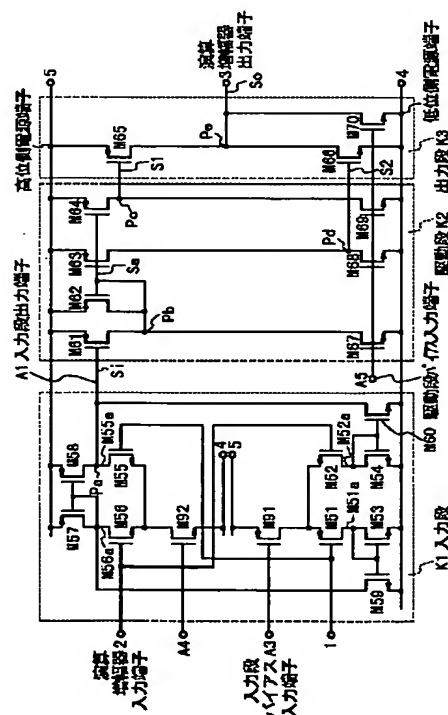 高位側電源端子
5
演算
増幅器
3 出力端子
So
4
低位側電源端子
M65
S1
Pe
M66
S2
M70
出力段 K3
M64
Pc
M63
Sa
M62
M61
Pb
Pd
M69
M68
M67
駆動段 K2
A1 入力段出力端子
Si
A5
駆動段バイアス入力端子
M58
M57
Pa
M55a
M55
M56
M56a
M92
4
5
M91
M52
M52a
M51
M51a
M54
M53
M59
M60
K1 入力段
2
演算
増幅器
入力端子
A4
入力段
バイアス A3
入力端子
1